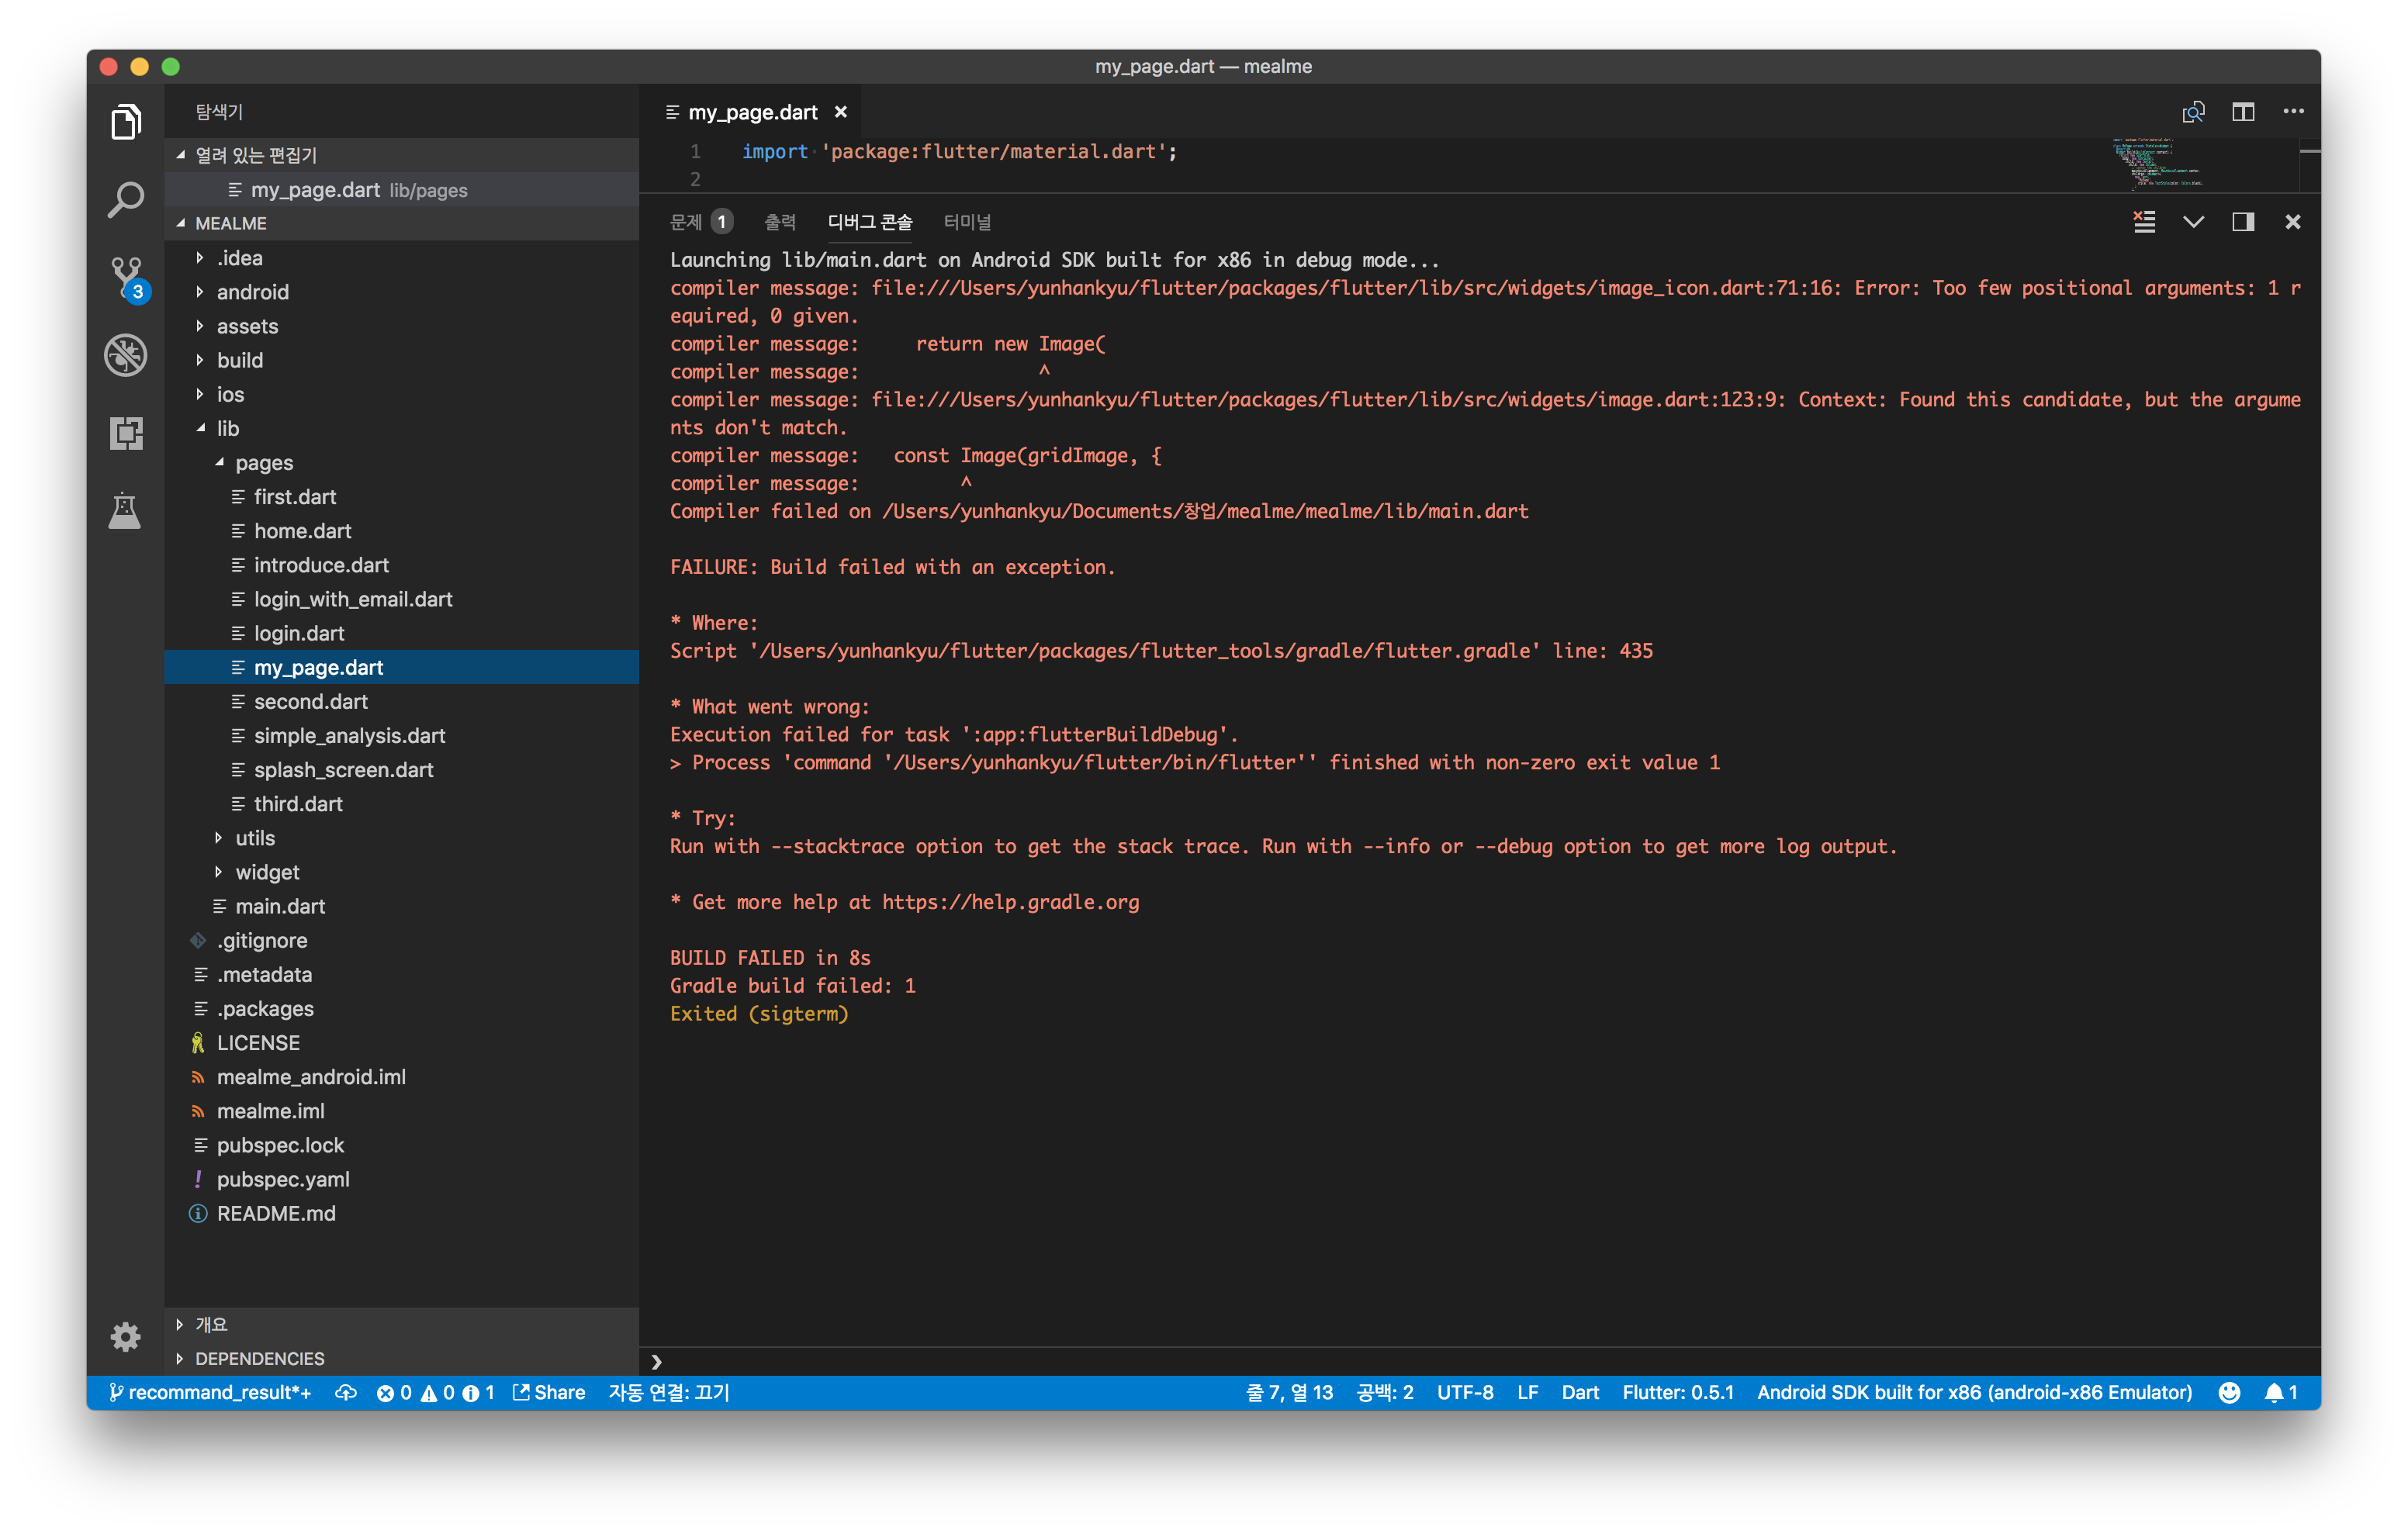 my_page.dart — mealme
탐색기
열려 있는 편집기
my_page.dart lib/pages
MEALME
.idea
android
assets
build
ios
lib
pages
first.dart
home.dart
introduce.dart
login_with_email.dart
login.dart
my_page.dart
second.dart
simple_analysis.dart
splash_screen.dart
third.dart
utils
widget
main.dart
.gitignore
.metadata
.packages
LICENSE
mealme_android.iml
mealme.iml
pubspec.lock
pubspec.yaml
README.md
개요
DEPENDENCIES
3
my_page.dart
1 import 'package:flutter/material.dart';
2
문제 1 출력 디버그 콘솔 터미널
Launching lib/main.dart on Android SDK built for x86 in debug mode...
compiler message: file:///Users/yunhankyu/flutter/packages/flutter/lib/src/widgets/image_icon.dart:71:16: Error: Too few positional arguments: 1 r
equired, 0 given.
compiler message:     return new Image(
compiler message:                ^
compiler message: file:///Users/yunhankyu/flutter/packages/flutter/lib/src/widgets/image.dart:123:9: Context: Found this candidate, but the argume
nts don't match.
compiler message:   const Image(gridImage, {
compiler message:         ^
Compiler failed on /Users/yunhankyu/Documents/창업/mealme/mealme/lib/main.dart
FAILURE: Build failed with an exception.
* Where:
Script '/Users/yunhankyu/flutter/packages/flutter_tools/gradle/flutter.gradle' line: 435
* What went wrong:
Execution failed for task ':app:flutterBuildDebug'.
> Process 'command '/Users/yunhankyu/flutter/bin/flutter'' finished with non-zero exit value 1
* Try:
Run with --stacktrace option to get the stack trace. Run with --info or --debug option to get more log output.
* Get more help at https://help.gradle.org
BUILD FAILED in 8s
Gradle build failed: 1
Exited (sigterm)
recommand_result*+ 0 0 1 Share 자동 연결: 끄기 줄 7, 열 13 공백: 2 UTF-8 LF Dart Flutter: 0.5.1 Android SDK built for x86 (android-x86 Emulator) 1